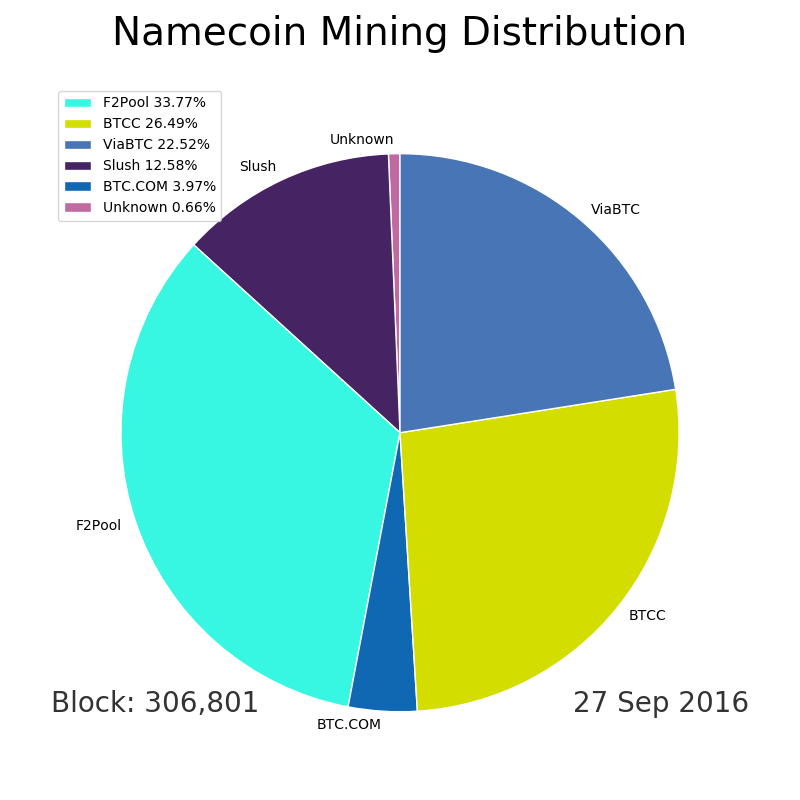 Namecoin Mining Distribution
F2Pool 33.77%
BTCC 26.49%
ViaBTC 22.52%
Slush 12.58%
BTC.COM 3.97%
Unknown 0.66%
Unknown
Slush
ViaBTC
F2Pool
BTCC
BTC.COM
Block: 306,801
27 Sep 2016